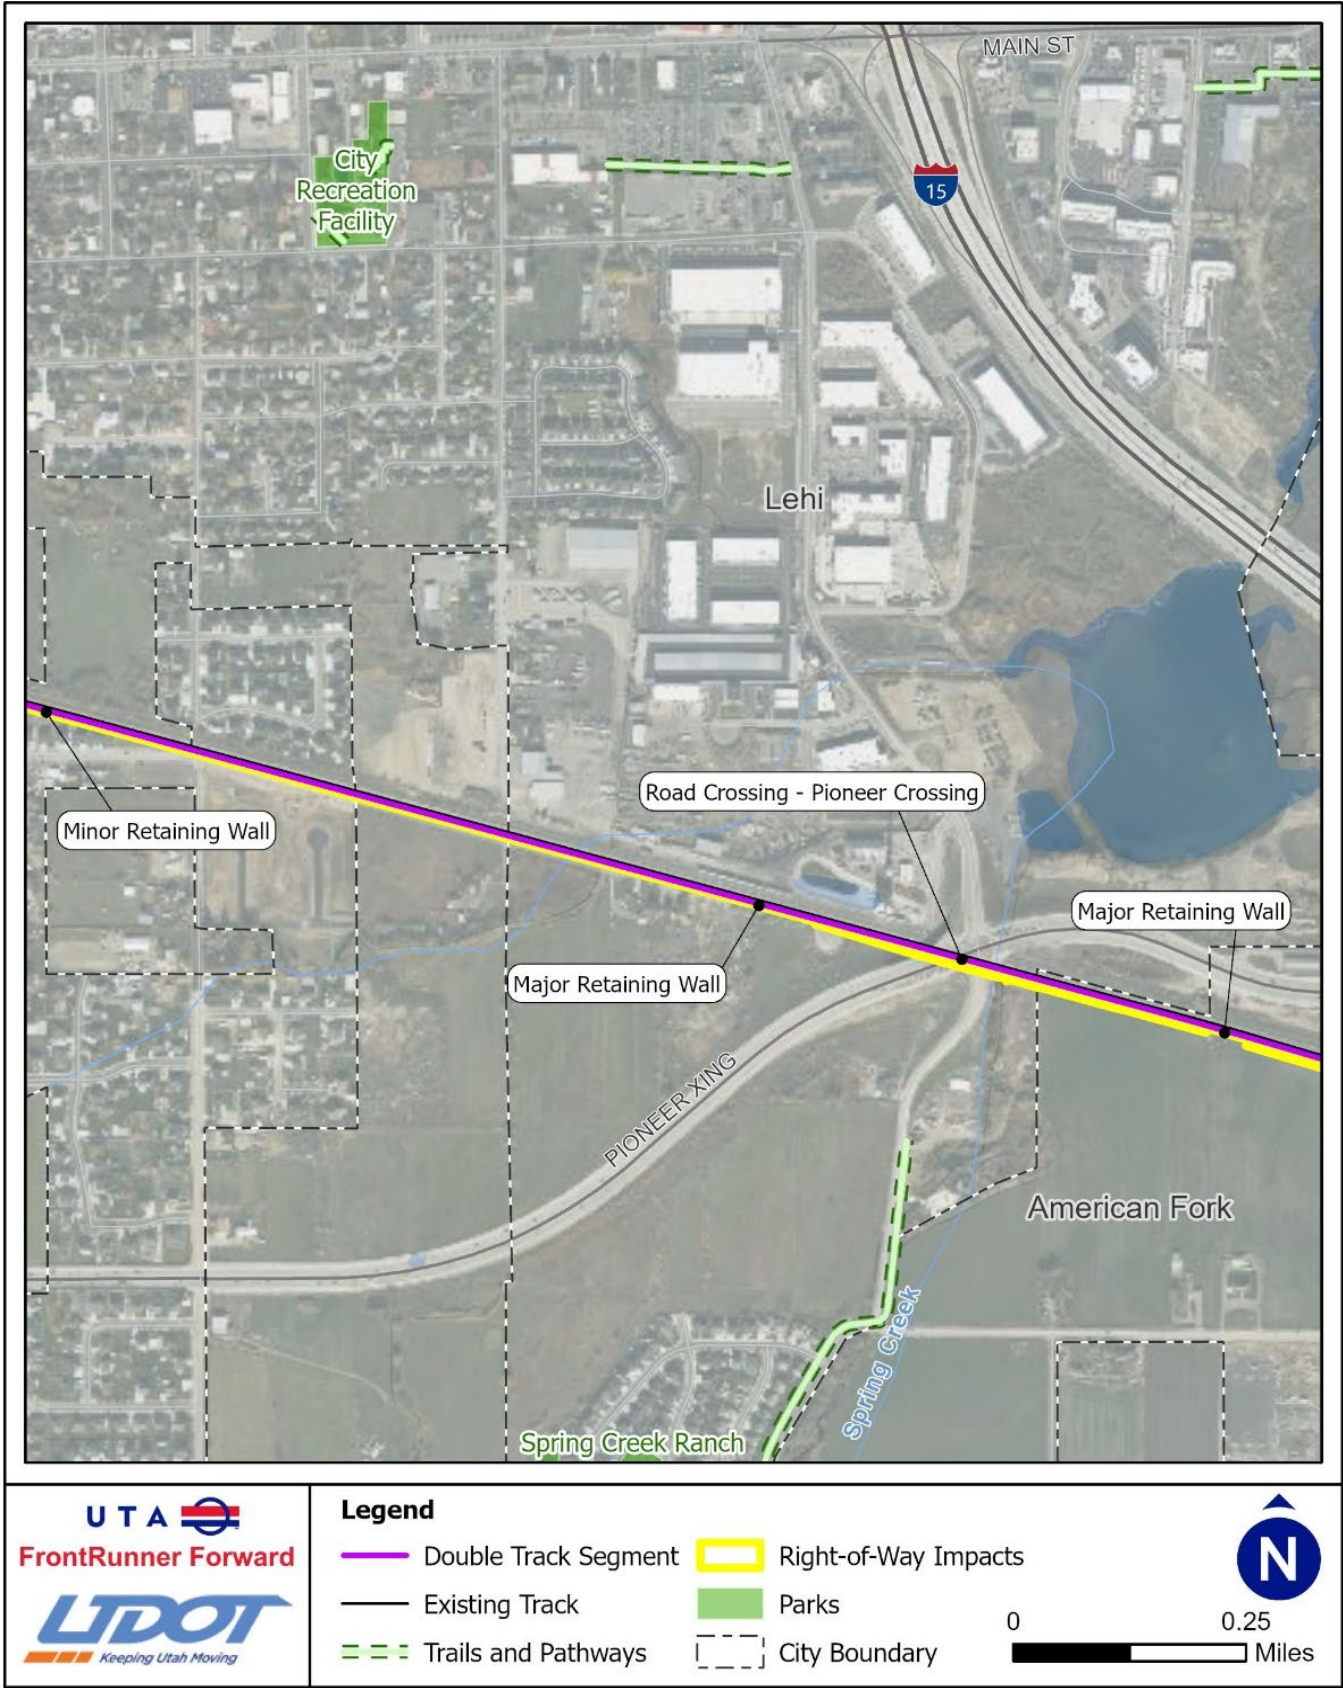 MAIN ST
City
Recreation
Facility
15
Lehi
Road Crossing - Pioneer Crossing
Minor Retaining Wall
Major Retaining Wall
Major Retaining Wall
PIONEER XING
American Fork
Spring Creek
Spring Creek Ranch
UTA
FrontRunner Forward
UDOT
Keeping Utah Moving
Legend
Double Track Segment
Right-of-Way Impacts
Existing Track
Parks
Trails and Pathways
City Boundary
N
0 0.25
Miles